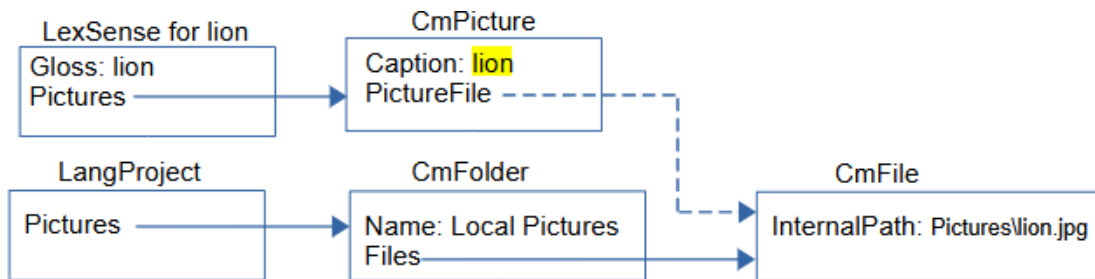 LexSense for lion
Gloss: lion
Pictures
CmPicture
Caption: lion
PictureFile
LangProject
Pictures
CmFolder
Name: Local Pictures
Files
CmFile
InternalPath: Pictures\lion.jpg